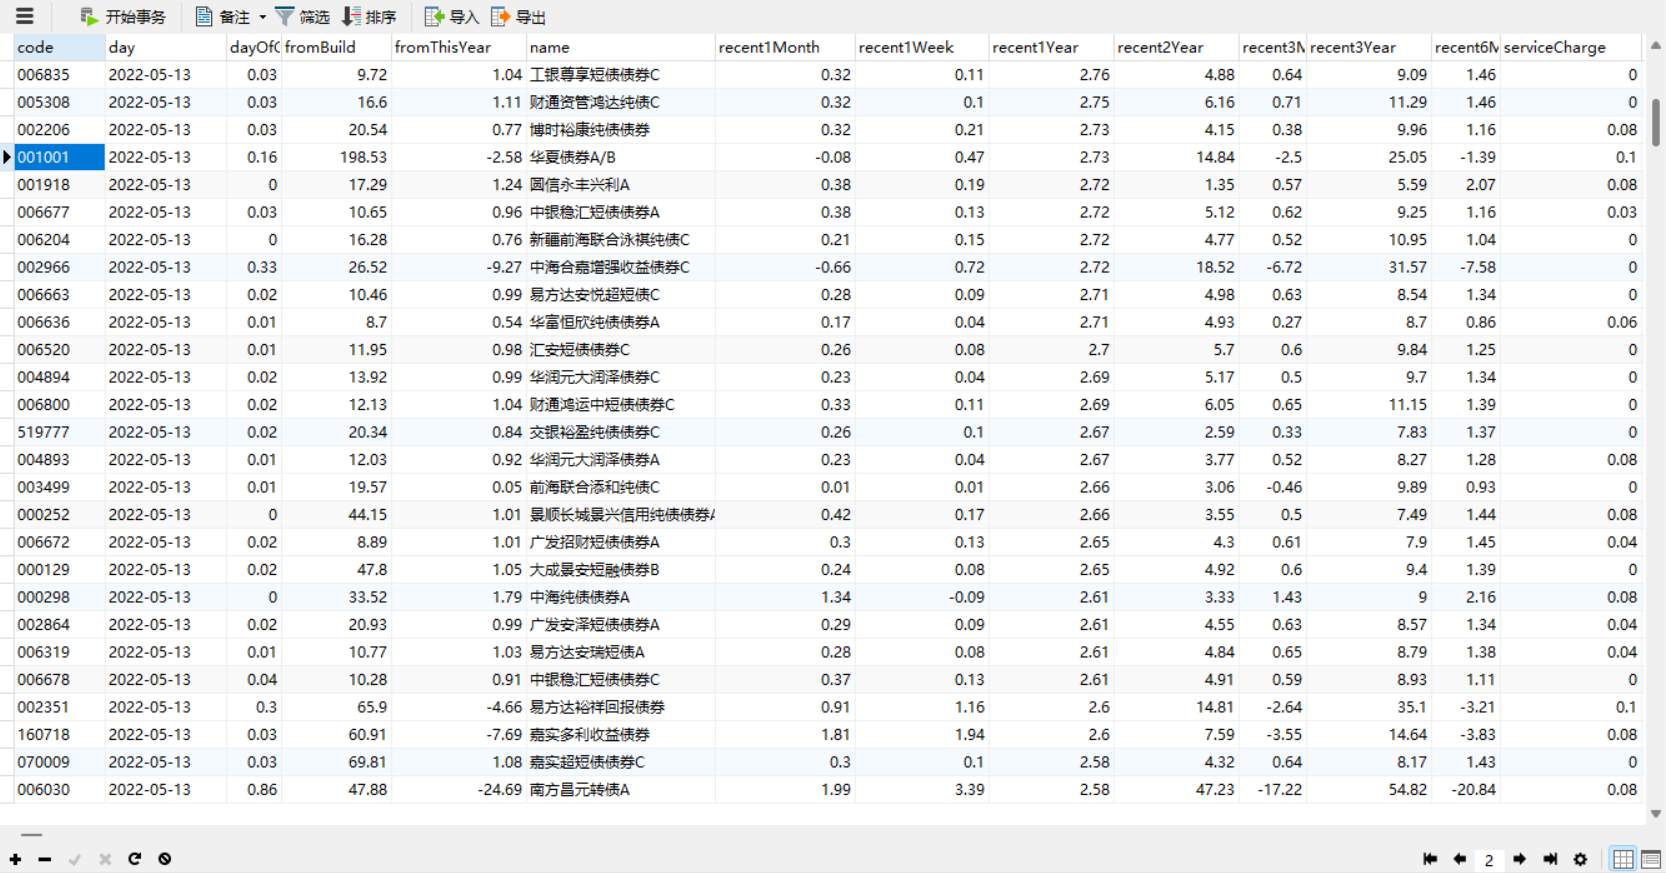 开始事务 备注 筛选 排序 导入 导出
code day dayOfG fromBuild fromThisYear name recent1Month recent1Week recent1Year recent2Year recent3M recent3Year recent6M serviceCharge
006835 2022-05-13 0.03 9.72 1.04 工银尊享短债债券C 0.32 0.11 2.76 4.88 0.64 9.09 1.46 0
005308 2022-05-13 0.03 16.6 1.11 财通资管鸿达纯债C 0.32 0.1 2.75 6.16 0.71 11.29 1.46 0
002206 2022-05-13 0.03 20.54 0.77 博时裕康纯债债券 0.32 0.21 2.73 4.15 0.38 9.96 1.16 0.08
001001 2022-05-13 0.16 198.53 -2.58 华夏债券A/B -0.08 0.47 2.73 14.84 -2.5 25.05 -1.39 0.1
001918 2022-05-13 0 17.29 1.24 圆信永丰兴利A 0.38 0.19 2.72 1.35 0.57 5.59 2.07 0.08
006677 2022-05-13 0.03 10.65 0.96 中银稳汇短债债券A 0.38 0.13 2.72 5.12 0.62 9.25 1.16 0.03
006204 2022-05-13 0 16.28 0.76 新疆前海联合泳祺纯债C 0.21 0.15 2.72 4.77 0.52 10.95 1.04 0
002966 2022-05-13 0.33 26.52 -9.27 中海合嘉增强收益债券C -0.66 0.72 2.72 18.52 -6.72 31.57 -7.58 0
006663 2022-05-13 0.02 10.46 0.99 易方达安悦超短债C 0.28 0.09 2.71 4.98 0.63 8.54 1.34 0
006636 2022-05-13 0.01 8.7 0.54 华富恒欣纯债债券A 0.17 0.04 2.71 4.93 0.27 8.7 0.86 0.06
006520 2022-05-13 0.01 11.95 0.98 汇安短债债券C 0.26 0.08 2.7 5.7 0.6 9.84 1.25 0
004894 2022-05-13 0.02 13.92 0.99 华润元大润泽债券C 0.23 0.04 2.69 5.17 0.5 9.7 1.34 0
006800 2022-05-13 0.02 12.13 1.04 财通鸿运中短债债券C 0.33 0.11 2.69 6.05 0.65 11.15 1.39 0
519777 2022-05-13 0.02 20.34 0.84 交银裕盈纯债债券C 0.26 0.1 2.67 2.59 0.33 7.83 1.37 0
004893 2022-05-13 0.01 12.03 0.92 华润元大润泽债券A 0.23 0.04 2.67 3.77 0.52 8.27 1.28 0.08
003499 2022-05-13 0.01 19.57 0.05 前海联合添和纯债C 0.01 0.01 2.66 3.06 -0.46 9.89 0.93 0
000252 2022-05-13 0 44.15 1.01 景顺长城景兴信用纯债债券A 0.42 0.17 2.66 3.55 0.5 7.49 1.44 0.08
006672 2022-05-13 0.02 8.89 1.01 广发招财短债债券A 0.3 0.13 2.65 4.3 0.61 7.9 1.45 0.04
000129 2022-05-13 0.02 47.8 1.05 大成景安短融债券B 0.24 0.08 2.65 4.92 0.6 9.4 1.39 0
000298 2022-05-13 0 33.52 1.79 中海纯债债券A 1.34 -0.09 2.61 3.33 1.43 9 2.16 0.08
002864 2022-05-13 0.02 20.93 0.99 广发安泽短债债券A 0.29 0.09 2.61 4.55 0.63 8.57 1.34 0.04
006319 2022-05-13 0.01 10.77 1.03 易方达安瑞短债A 0.28 0.08 2.61 4.84 0.65 8.79 1.38 0.04
006678 2022-05-13 0.04 10.28 0.91 中银稳汇短债债券C 0.37 0.13 2.61 4.91 0.59 8.93 1.11 0
002351 2022-05-13 0.3 65.9 -4.66 易方达裕祥回报债券 0.91 1.16 2.6 14.81 -2.64 35.1 -3.21 0.1
160718 2022-05-13 0.03 60.91 -7.69 嘉实多利收益债券 1.81 1.94 2.6 7.59 -3.55 14.64 -3.83 0.08
070009 2022-05-13 0.03 69.81 1.08 嘉实超短债债券C 0.3 0.1 2.58 4.32 0.64 8.17 1.43 0
006030 2022-05-13 0.86 47.88 -24.69 南方昌元转债A 1.99 3.39 2.58 47.23 -17.22 54.82 -20.84 0.08
2